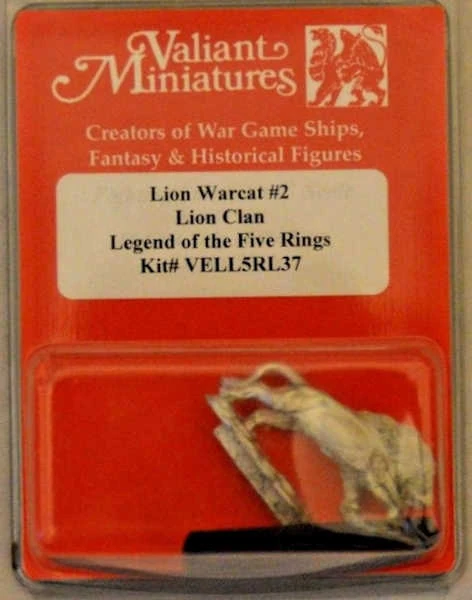 Valiant
Miniatures
Creators of War Game Ships,
Fantasy & Historical Figures
Lion Warcat #2
Lion Clan
Legend of the Five Rings
Kit# VELL5RL37